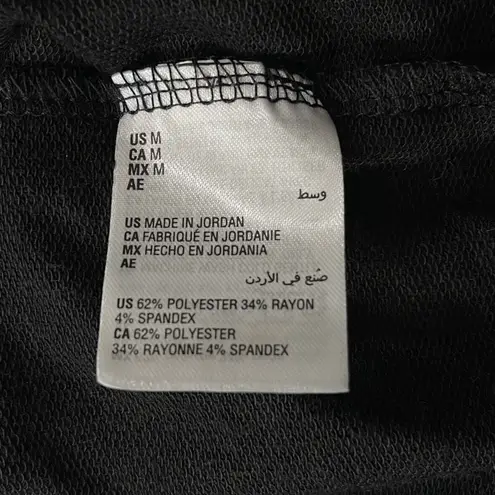 US M
CA M
MX M
AE
وسط
US MADE IN JORDAN
CA FABRIQUÉ EN JORDANIE
MX HECHO EN JORDANIA
AE
صُنع في الأردن
US 62% POLYESTER 34% RAYON
4% SPANDEX
CA 62% POLYESTER
34% RAYONNE 4% SPANDEX